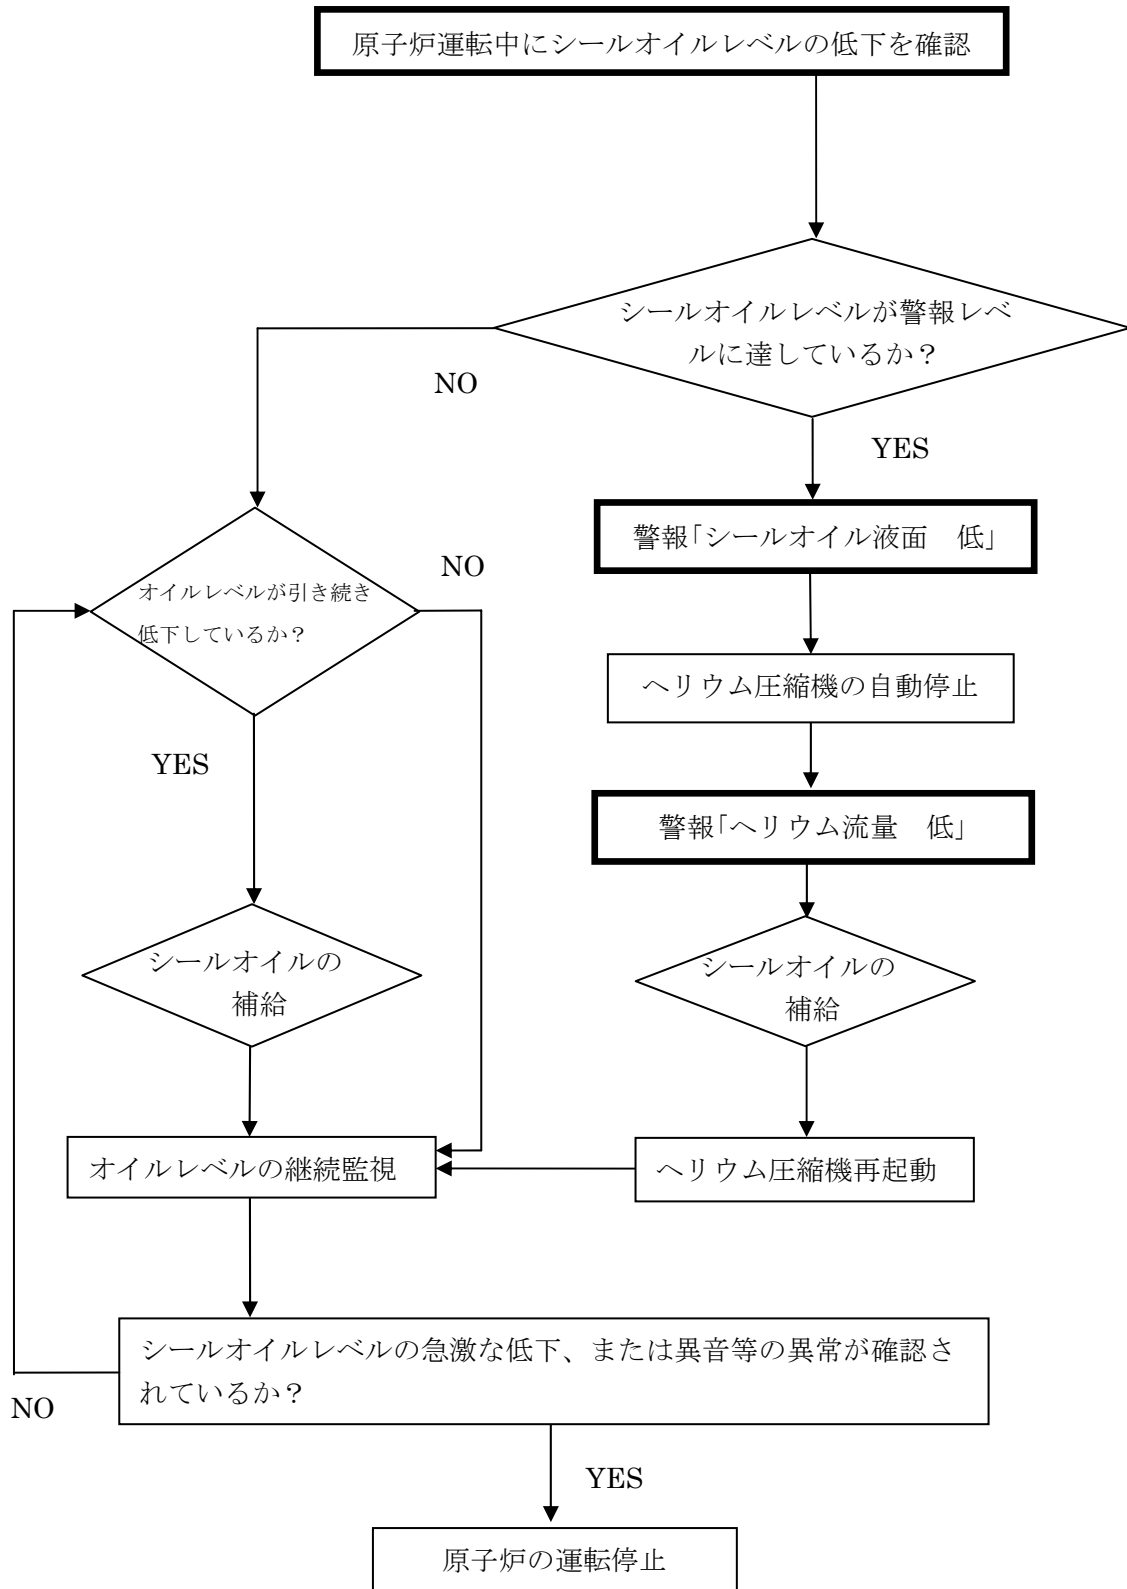 原子炉運転中にシールオイルレベルの低下を確認
シールオイルレベルが警報レベ
ルに達しているか？
NO
YES
警報｢シールオイル液面　低｣
オイルレベルが引き続き
低下しているか？
NO
ヘリウム圧縮機の自動停止
YES
警報｢ヘリウム流量　低｣
シールオイルの
補給
シールオイルの
補給
オイルレベルの継続監視
ヘリウム圧縮機再起動
シールオイルレベルの急激な低下、または異音等の異常が確認さ
れているか？
NO
YES
原子炉の運転停止